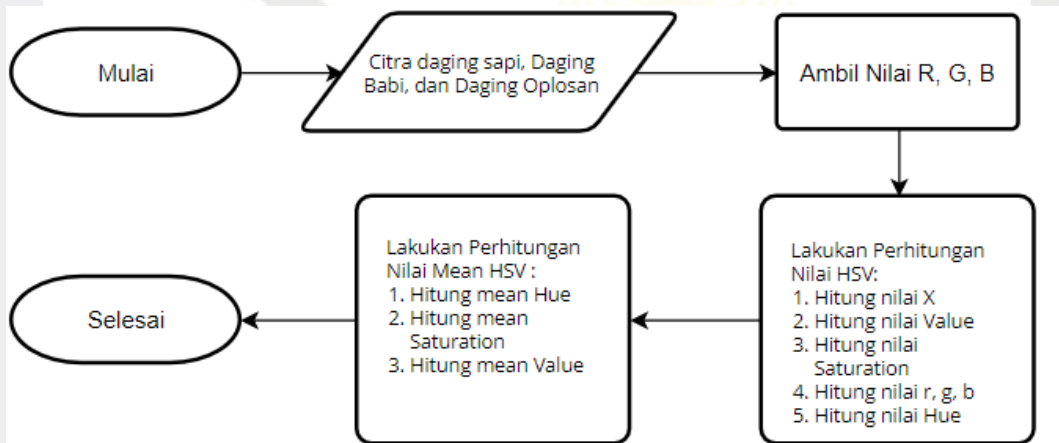 Mulai
Citra daging sapi, Daging
Babi, dan Daging Oplosan
Ambil Nilai R, G, B
Lakukan Perhitungan
Nilai HSV:
1. Hitung nilai X
2. Hitung nilai Value
3. Hitung nilai
Saturation
4. Hitung nilai r, g, b
5. Hitung nilai Hue
Lakukan Perhitungan
Nilai Mean HSV :
1. Hitung mean Hue
2. Hitung mean
Saturation
3. Hitung mean Value
Selesai